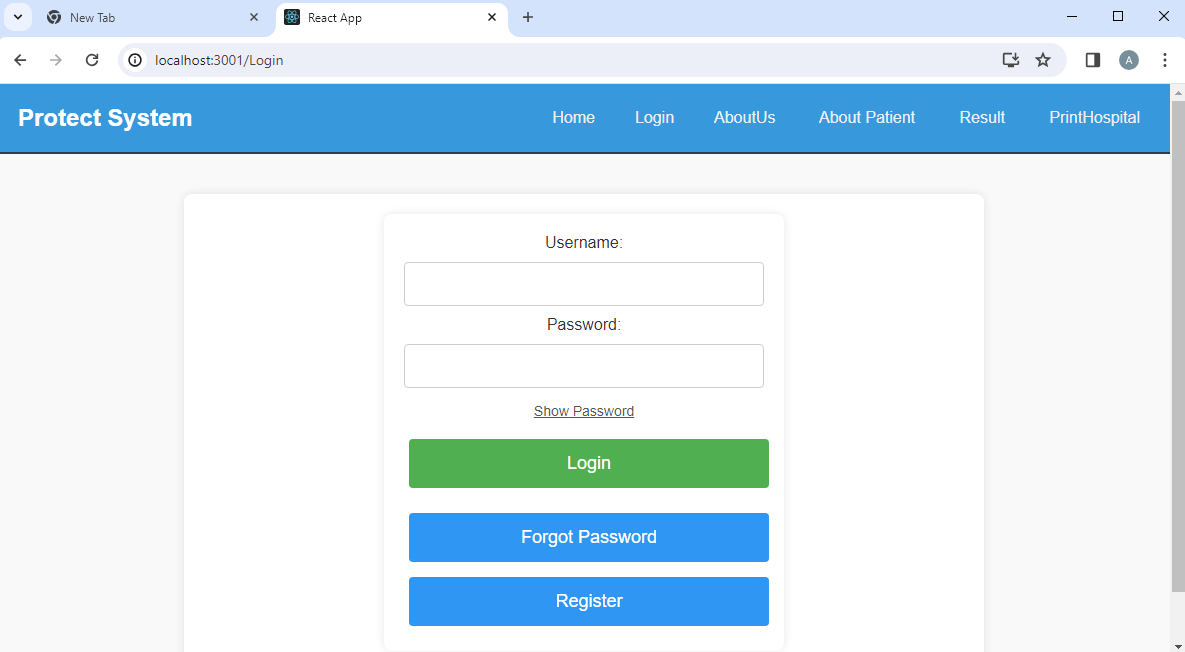 New Tab
React App
localhost:3001/Login
A
Protect System Home Login AboutUs About Patient Result PrintHospital
Username:
Password:
Show Password
Login
Forgot Password
Register